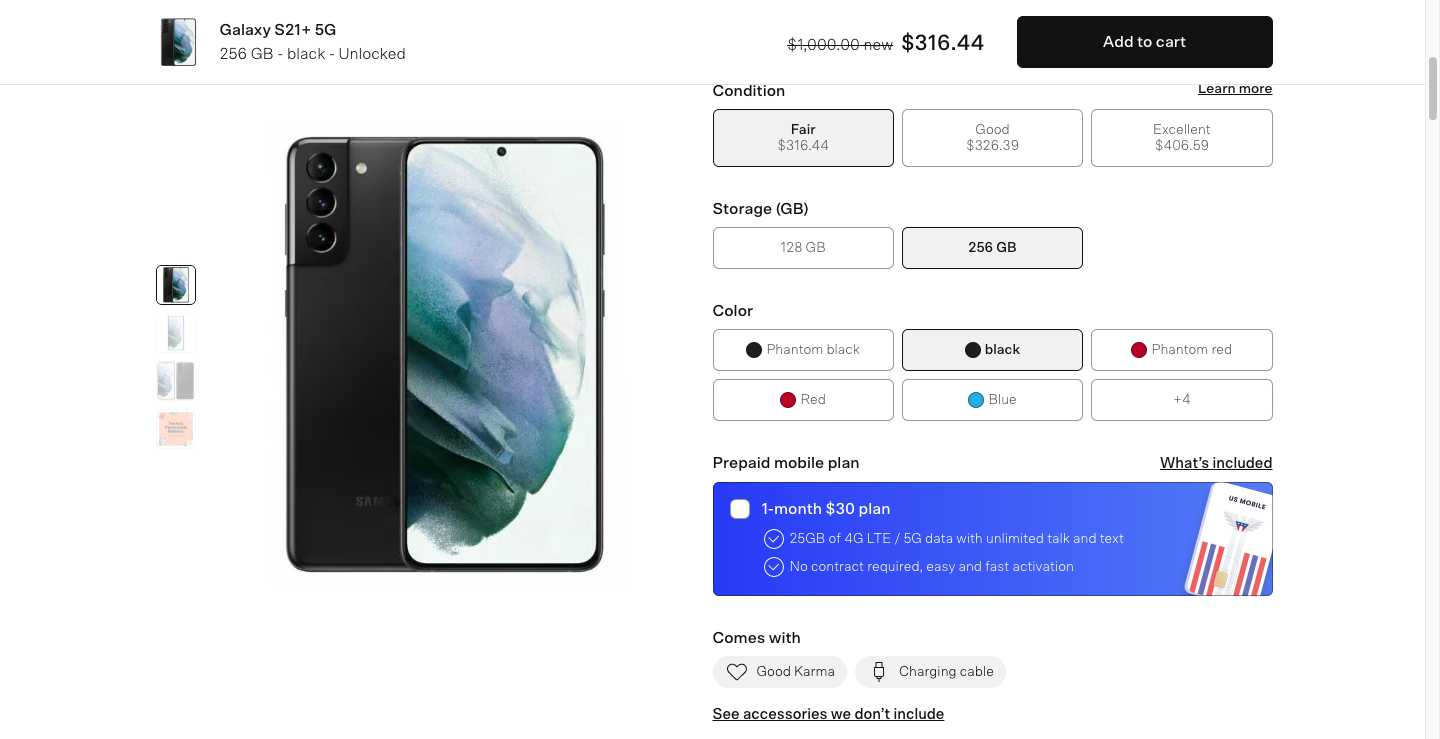 Galaxy S21+ 5G
256 GB - black - Unlocked
$1,000.00 new $316.44
Add to cart
Condition
Learn more
Fair
$316.44
Good
$326.39
Excellent
$406.59
Storage (GB)
128 GB
256 GB
Color
Phantom black
black
Phantom red
Red
Blue
+4
Prepaid mobile plan
What's included
1-month $30 plan
25GB of 4G LTE / 5G data with unlimited talk and text
No contract required, easy and fast activation
US MOBILE
Comes with
Good Karma
Charging cable
See accessories we don't include